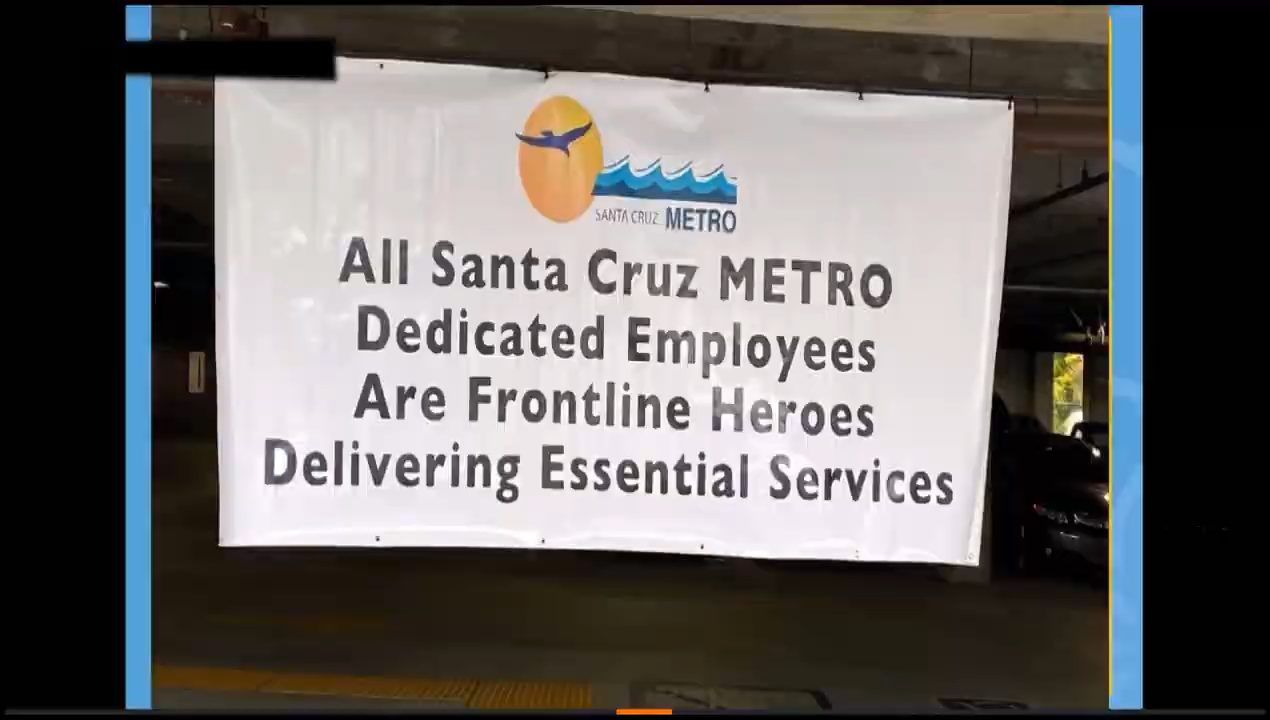 SANTA CRUZ METRO
All Santa Cruz METRO
Dedicated Employees
Are Frontline Heroes
Delivering Essential Services